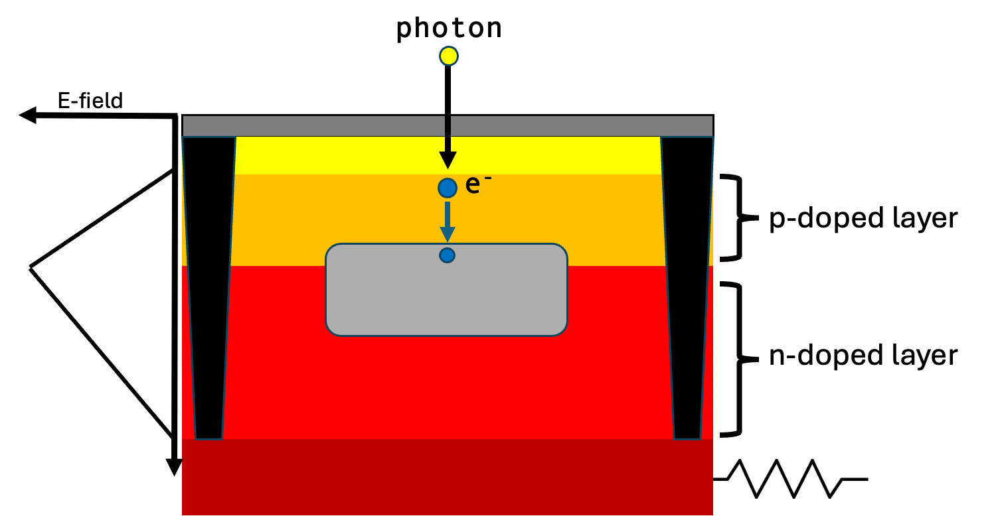 photon
E-field
e⁻
p-doped layer
n-doped layer